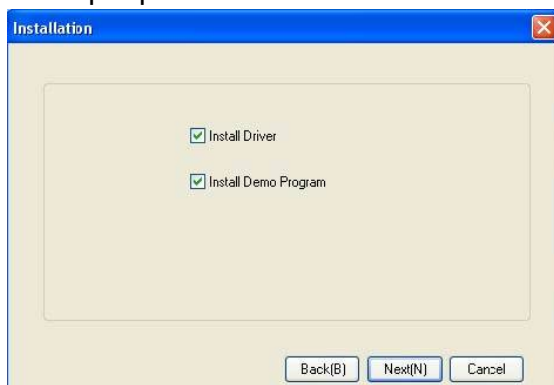 Installation
Install Driver
Install Demo Program
Back(B) Next(N) Cancel